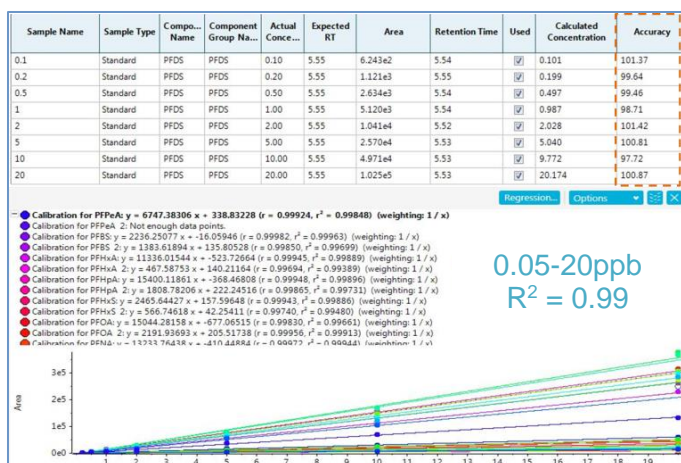 Sample Name Sample Type Compo... Name Component Group Na... Actual Conce... Expected RT Area Retention Time Used Calculated Concentration Accuracy
0.1 Standard PFDS PFDS 0.10 5.55 6.243e2 5.54 0.101 101.37
0.2 Standard PFDS PFDS 0.20 5.55 1.121e3 5.55 0.199 99.64
0.5 Standard PFDS PFDS 0.50 5.55 2.634e3 5.54 0.497 99.46
1 Standard PFDS PFDS 1.00 5.55 5.120e3 5.54 0.987 98.71
2 Standard PFDS PFDS 2.00 5.55 1.041e4 5.52 2.028 101.42
5 Standard PFDS PFDS 5.00 5.55 2.570e4 5.53 5.040 100.81
10 Standard PFDS PFDS 10.00 5.55 4.971e4 5.53 9.772 97.72
20 Standard PFDS PFDS 20.00 5.55 1.025e5 5.53 20.174 100.87
Regression... Options
Calibration for PFPeA: y = 6747.38306 x + 338.83228 (r = 0.99924, r² = 0.99848) (weighting: 1 / x)
Calibration for PFPeA 2: Not enough data points.
Calibration for PFBS: y = 2236.25077 x + -16.05946 (r = 0.99982, r² = 0.99963) (weighting: 1 / x)
Calibration for PFBS 2: y = 1383.61894 x + 135.80528 (r = 0.99850, r² = 0.99699) (weighting: 1 / x)
Calibration for PFHxA: y = 11336.01544 x + -523.72664 (r = 0.99945, r² = 0.99889) (weighting: 1 / x)
Calibration for PFHxA 2: y = 467.58753 x + 140.21164 (r = 0.99694, r² = 0.99389) (weighting: 1 / x)
Calibration for PFHpA: y = 15400.11861 x + -368.46808 (r = 0.99948, r² = 0.99896) (weighting: 1 / x)
Calibration for PFHpA 2: y = 1808.78206 x + 222.24516 (r = 0.99865, r² = 0.99731) (weighting: 1 / x)
Calibration for PFHxS: y = 2465.64427 x + 157.59648 (r = 0.99943, r² = 0.99886) (weighting: 1 / x)
Calibration for PFHxS 2: y = 566.74618 x + 42.25411 (r = 0.99740, r² = 0.99480) (weighting: 1 / x)
Calibration for PFOA: y = 15044.28158 x + -677.06515 (r = 0.99830, r² = 0.99661) (weighting: 1 / x)
Calibration for PFOA 2: y = 2191.93693 x + 205.51738 (r = 0.99956, r² = 0.99913) (weighting: 1 / x)
Calibration for PFNA: y = 13233.76438 x + -410.44884 (r = 0.99972, r² = 0.99944) (weighting: 1 / x)
0.05-20ppb
R² = 0.99
Area
3e5
2e5
1e5
0e0
1 2 3 4 5 6 7 8 9 10 11 12 13 14 15 16 17 18 19